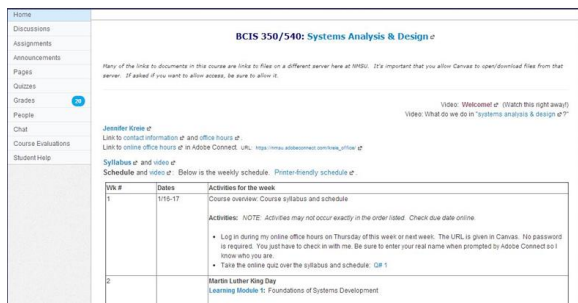 Home
Discussions
Assignments
Announcements
Pages
Quizzes
Grades 20
People
Chat
Course Evaluations
Student Help
BCIS 350/540: Systems Analysis & Design
Many of the links to documents in this course are links to files on a different server here at NMSU. It's important that you allow Canvas to open/download files from that
server. If asked if you want to allow access, be sure to allow it.
Video: Welcome! (Watch this right away!)
Video: What do we do in "systems analysis & design?"
Jennifer Kreie
Link to contact information and office hours.
Link to online office hours in Adobe Connect. URL: https://nmsu.adobeconnect.com/kreie_office/
Syllabus and video
Schedule and video. Below is the weekly schedule. Printer-friendly schedule.
Wk # Dates Activities for the week
1 1/16-17 Course overview: Course syllabus and schedule
Activities: NOTE: Activities may not occur exactly in the order listed. Check due date online.
• Log in during my online office hours on Thursday of this week or next week. The URL is given in Canvas. No password
is required. You just have to check in with me. Be sure to enter your real name when prompted by Adobe Connect so I
know who you are.
• Take the online quiz over the syllabus and schedule: Q# 1
2 Martin Luther King Day
Learning Module 1: Foundations of Systems Development